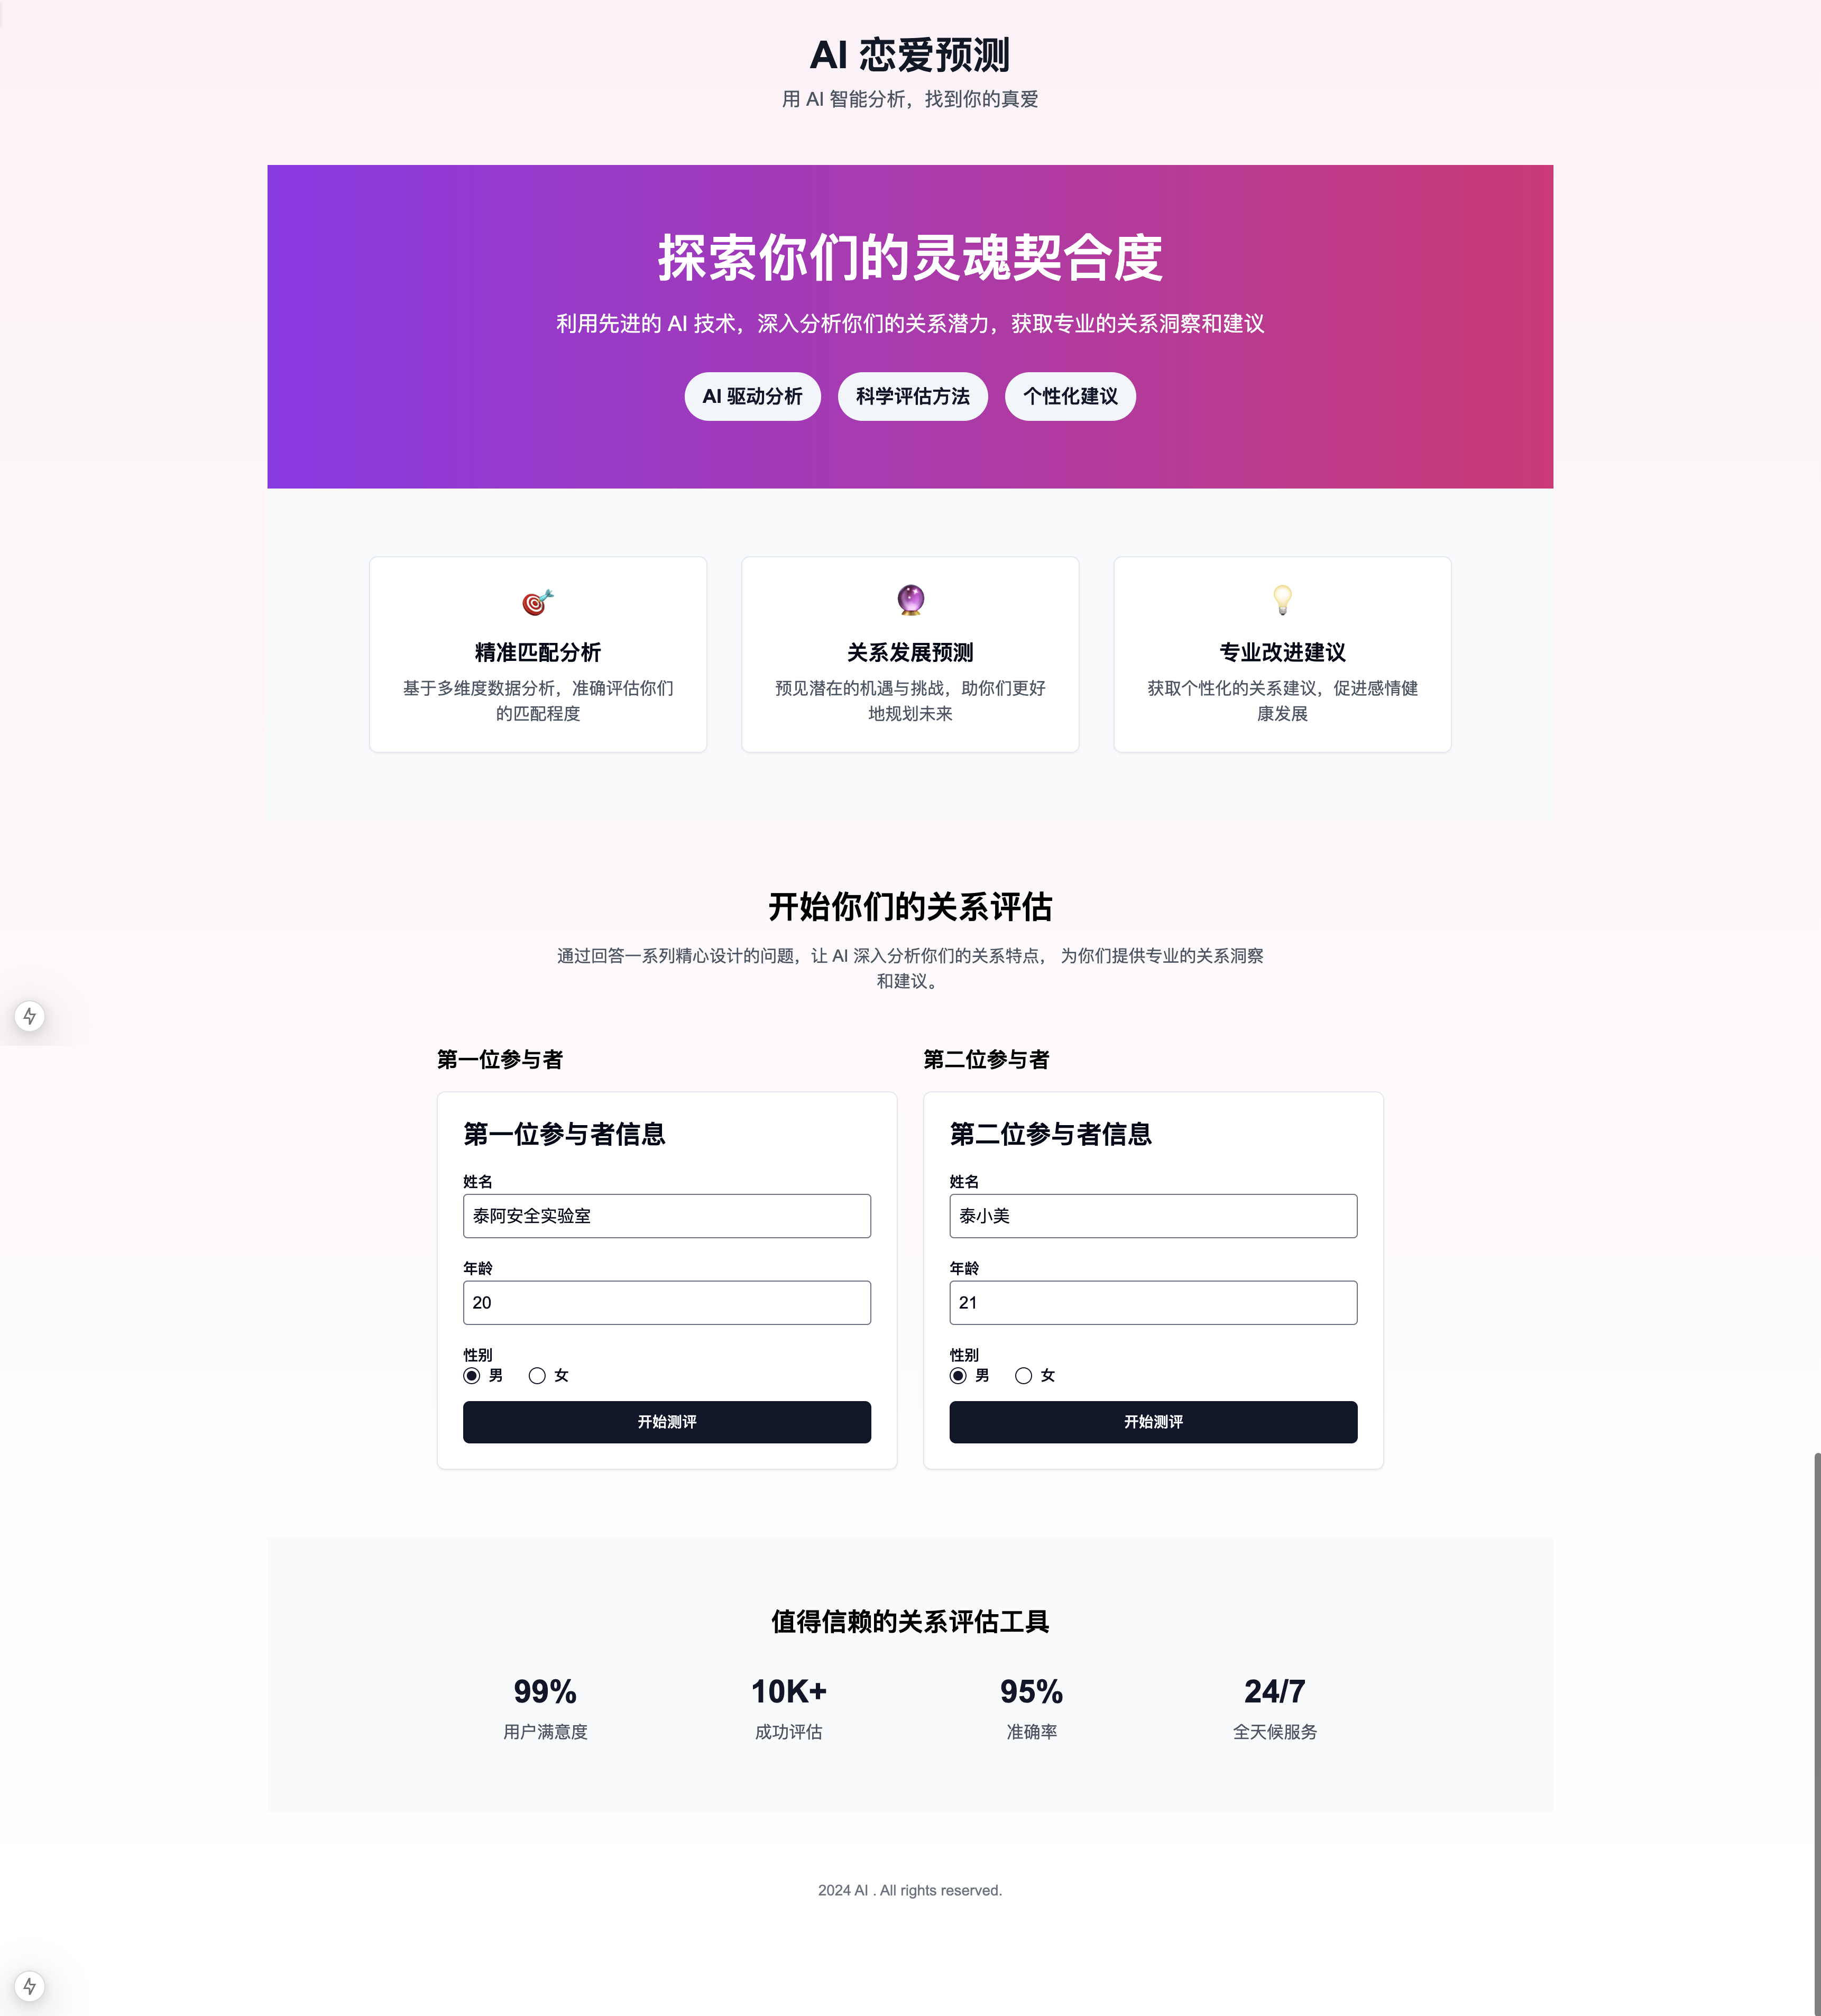 AI 恋爱预测
用 AI 智能分析，找到你的真爱
探索你们的灵魂契合度
利用先进的 AI 技术，深入分析你们的关系潜力，获取专业的关系洞察和建议
AI 驱动分析
科学评估方法
个性化建议
精准匹配分析
基于多维度数据分析，准确评估你们
的匹配程度
关系发展预测
预见潜在的机遇与挑战，助你们更好
地规划未来
专业改进建议
获取个性化的关系建议，促进感情健
康发展
开始你们的关系评估
通过回答一系列精心设计的问题，让 AI 深入分析你们的关系特点， 为你们提供专业的关系洞察
和建议。
第一位参与者
第一位参与者信息
姓名
泰阿安全实验室
年龄
20
性别
男 女
开始测评
第二位参与者
第二位参与者信息
姓名
泰小美
年龄
21
性别
男 女
开始测评
值得信赖的关系评估工具
99%
用户满意度
10K+
成功评估
95%
准确率
24/7
全天候服务
2024 AI . All rights reserved.